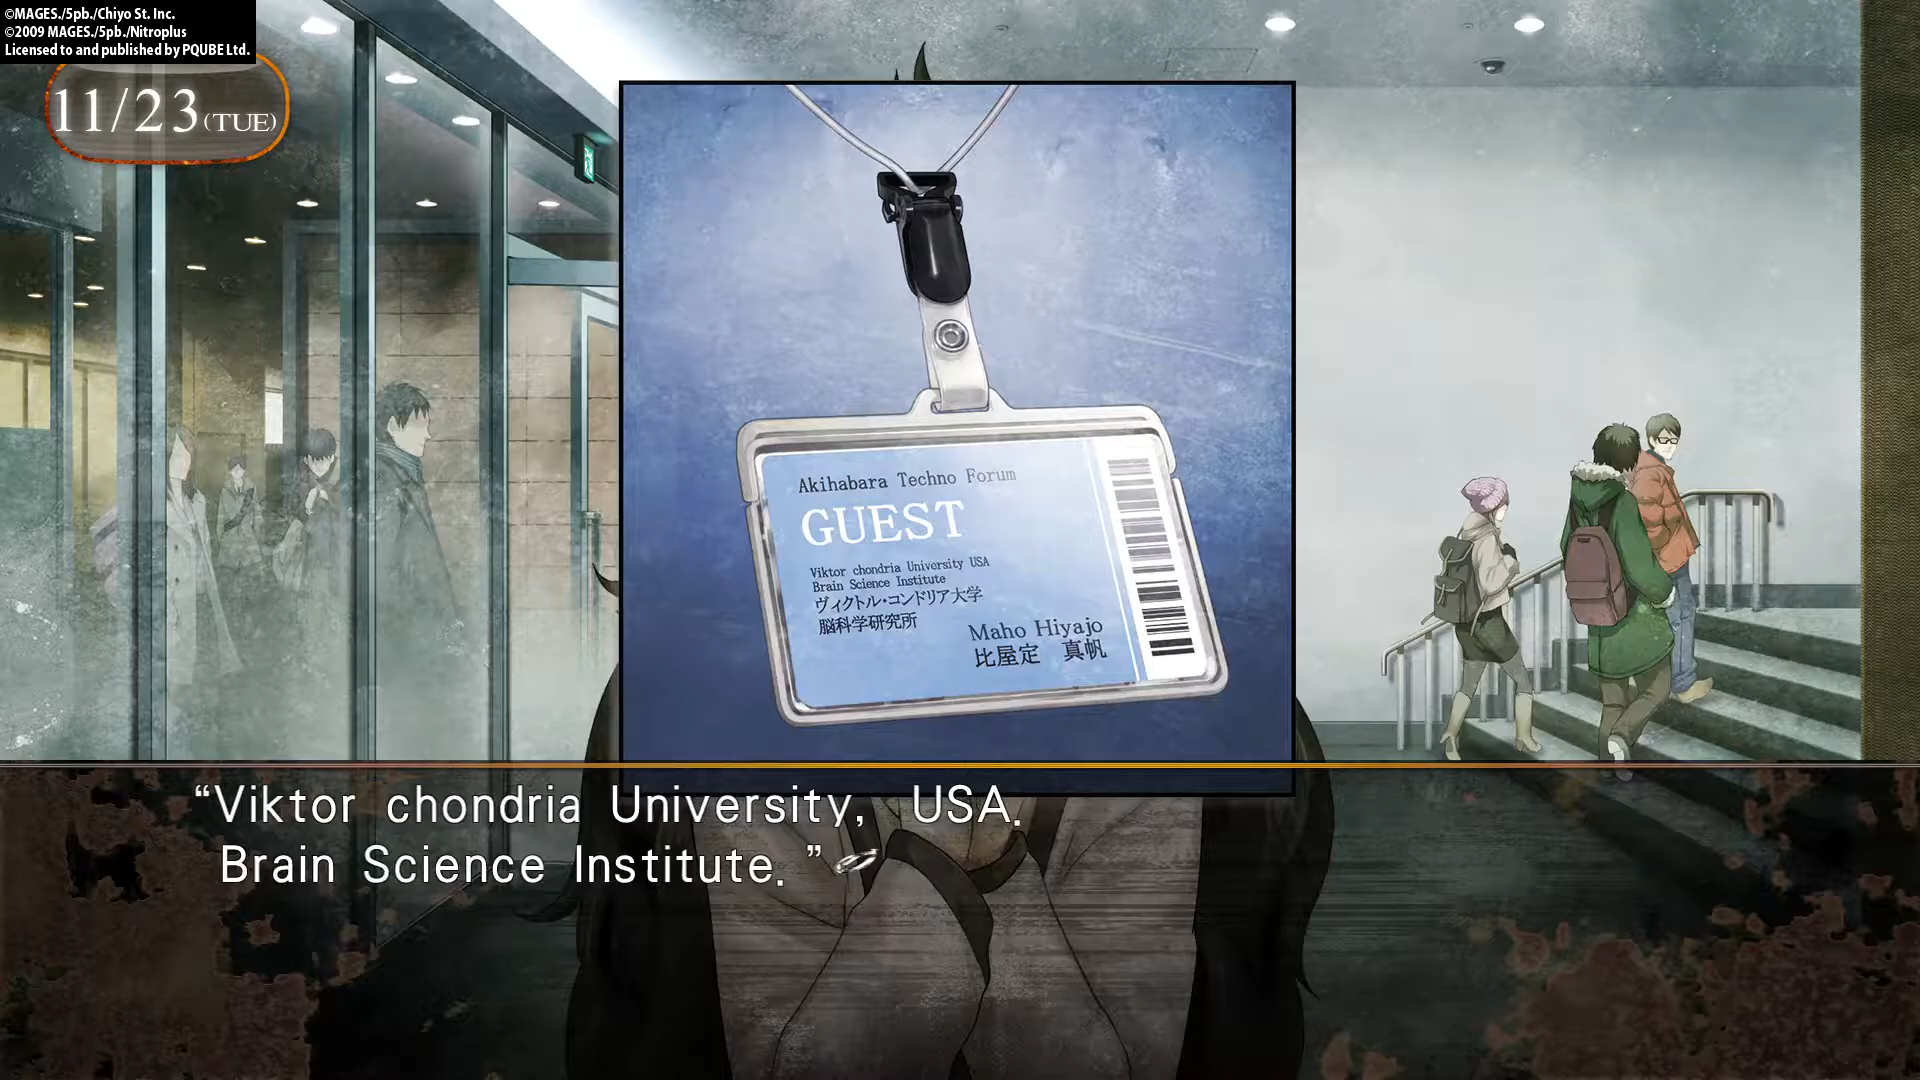 ©MAGES./5pb./Chiyo St. Inc.
©2009 MAGES./5pb./Nitroplus
Licensed to and published by PQUBE Ltd.
11/23(TUE)
Akihabara Techno Forum
GUEST
Viktor chondria University USA
Brain Science Institute
ヴィクトル・コンドリア大学
脳科学研究所
Maho Hiyajo
比屋定　真帆
“Viktor chondria University, USA.
Brain Science Institute. ”